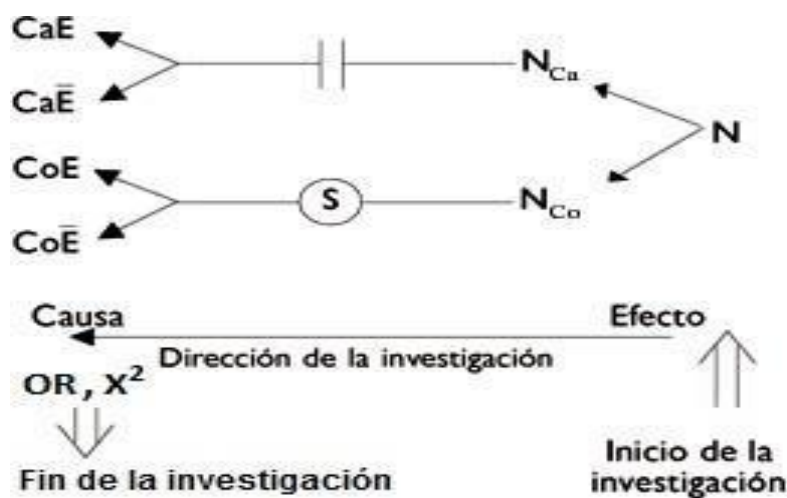 CaE
N_Ca
CaĒ
N
CoE
S
N_Co
CoĒ
Causa
Efecto
Dirección de la investigación
OR, X²
Inicio de la
investigación
Fin de la investigación